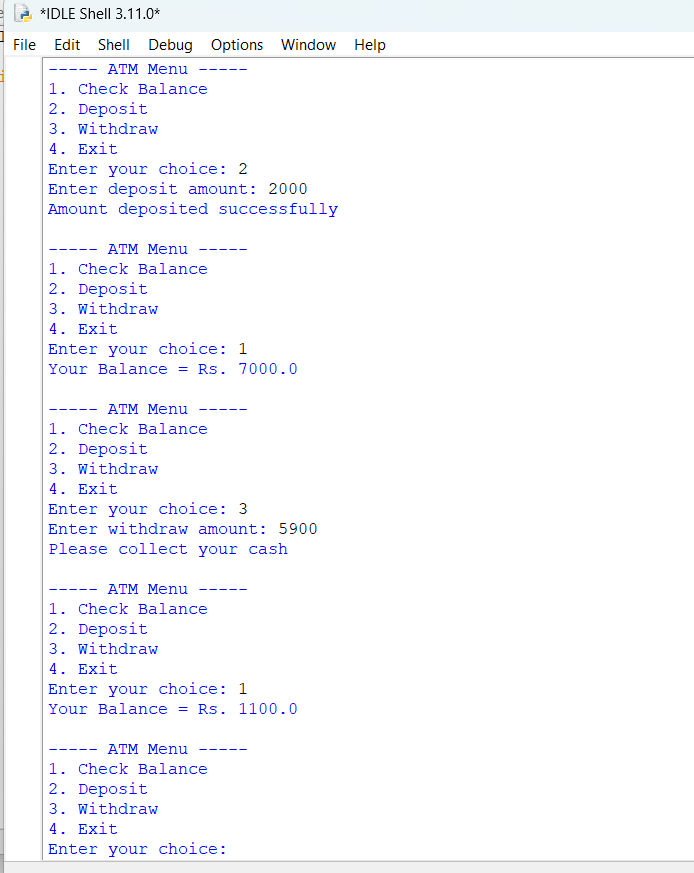 *IDLE Shell 3.11.0*
File Edit Shell Debug Options Window Help
----- ATM Menu -----
1. Check Balance
2. Deposit
3. Withdraw
4. Exit
Enter your choice: 2
Enter deposit amount: 2000
Amount deposited successfully
----- ATM Menu -----
1. Check Balance
2. Deposit
3. Withdraw
4. Exit
Enter your choice: 1
Your Balance = Rs. 7000.0
----- ATM Menu -----
1. Check Balance
2. Deposit
3. Withdraw
4. Exit
Enter your choice: 3
Enter withdraw amount: 5900
Please collect your cash
----- ATM Menu -----
1. Check Balance
2. Deposit
3. Withdraw
4. Exit
Enter your choice: 1
Your Balance = Rs. 1100.0
----- ATM Menu -----
1. Check Balance
2. Deposit
3. Withdraw
4. Exit
Enter your choice: